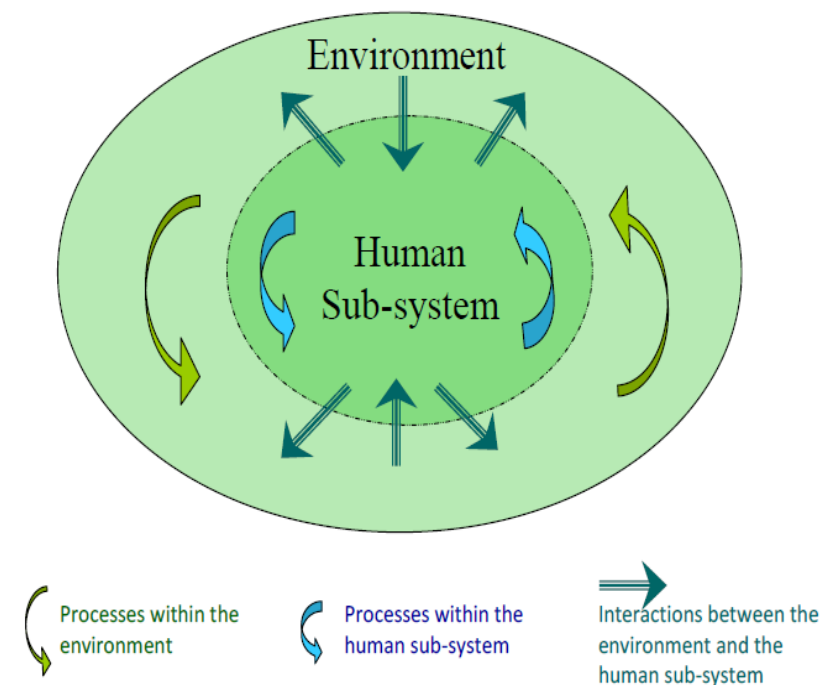 Environment
Human
Sub-system
Processes within the
environment
Processes within the
human sub-system
Interactions between the
environment and the
human sub-system